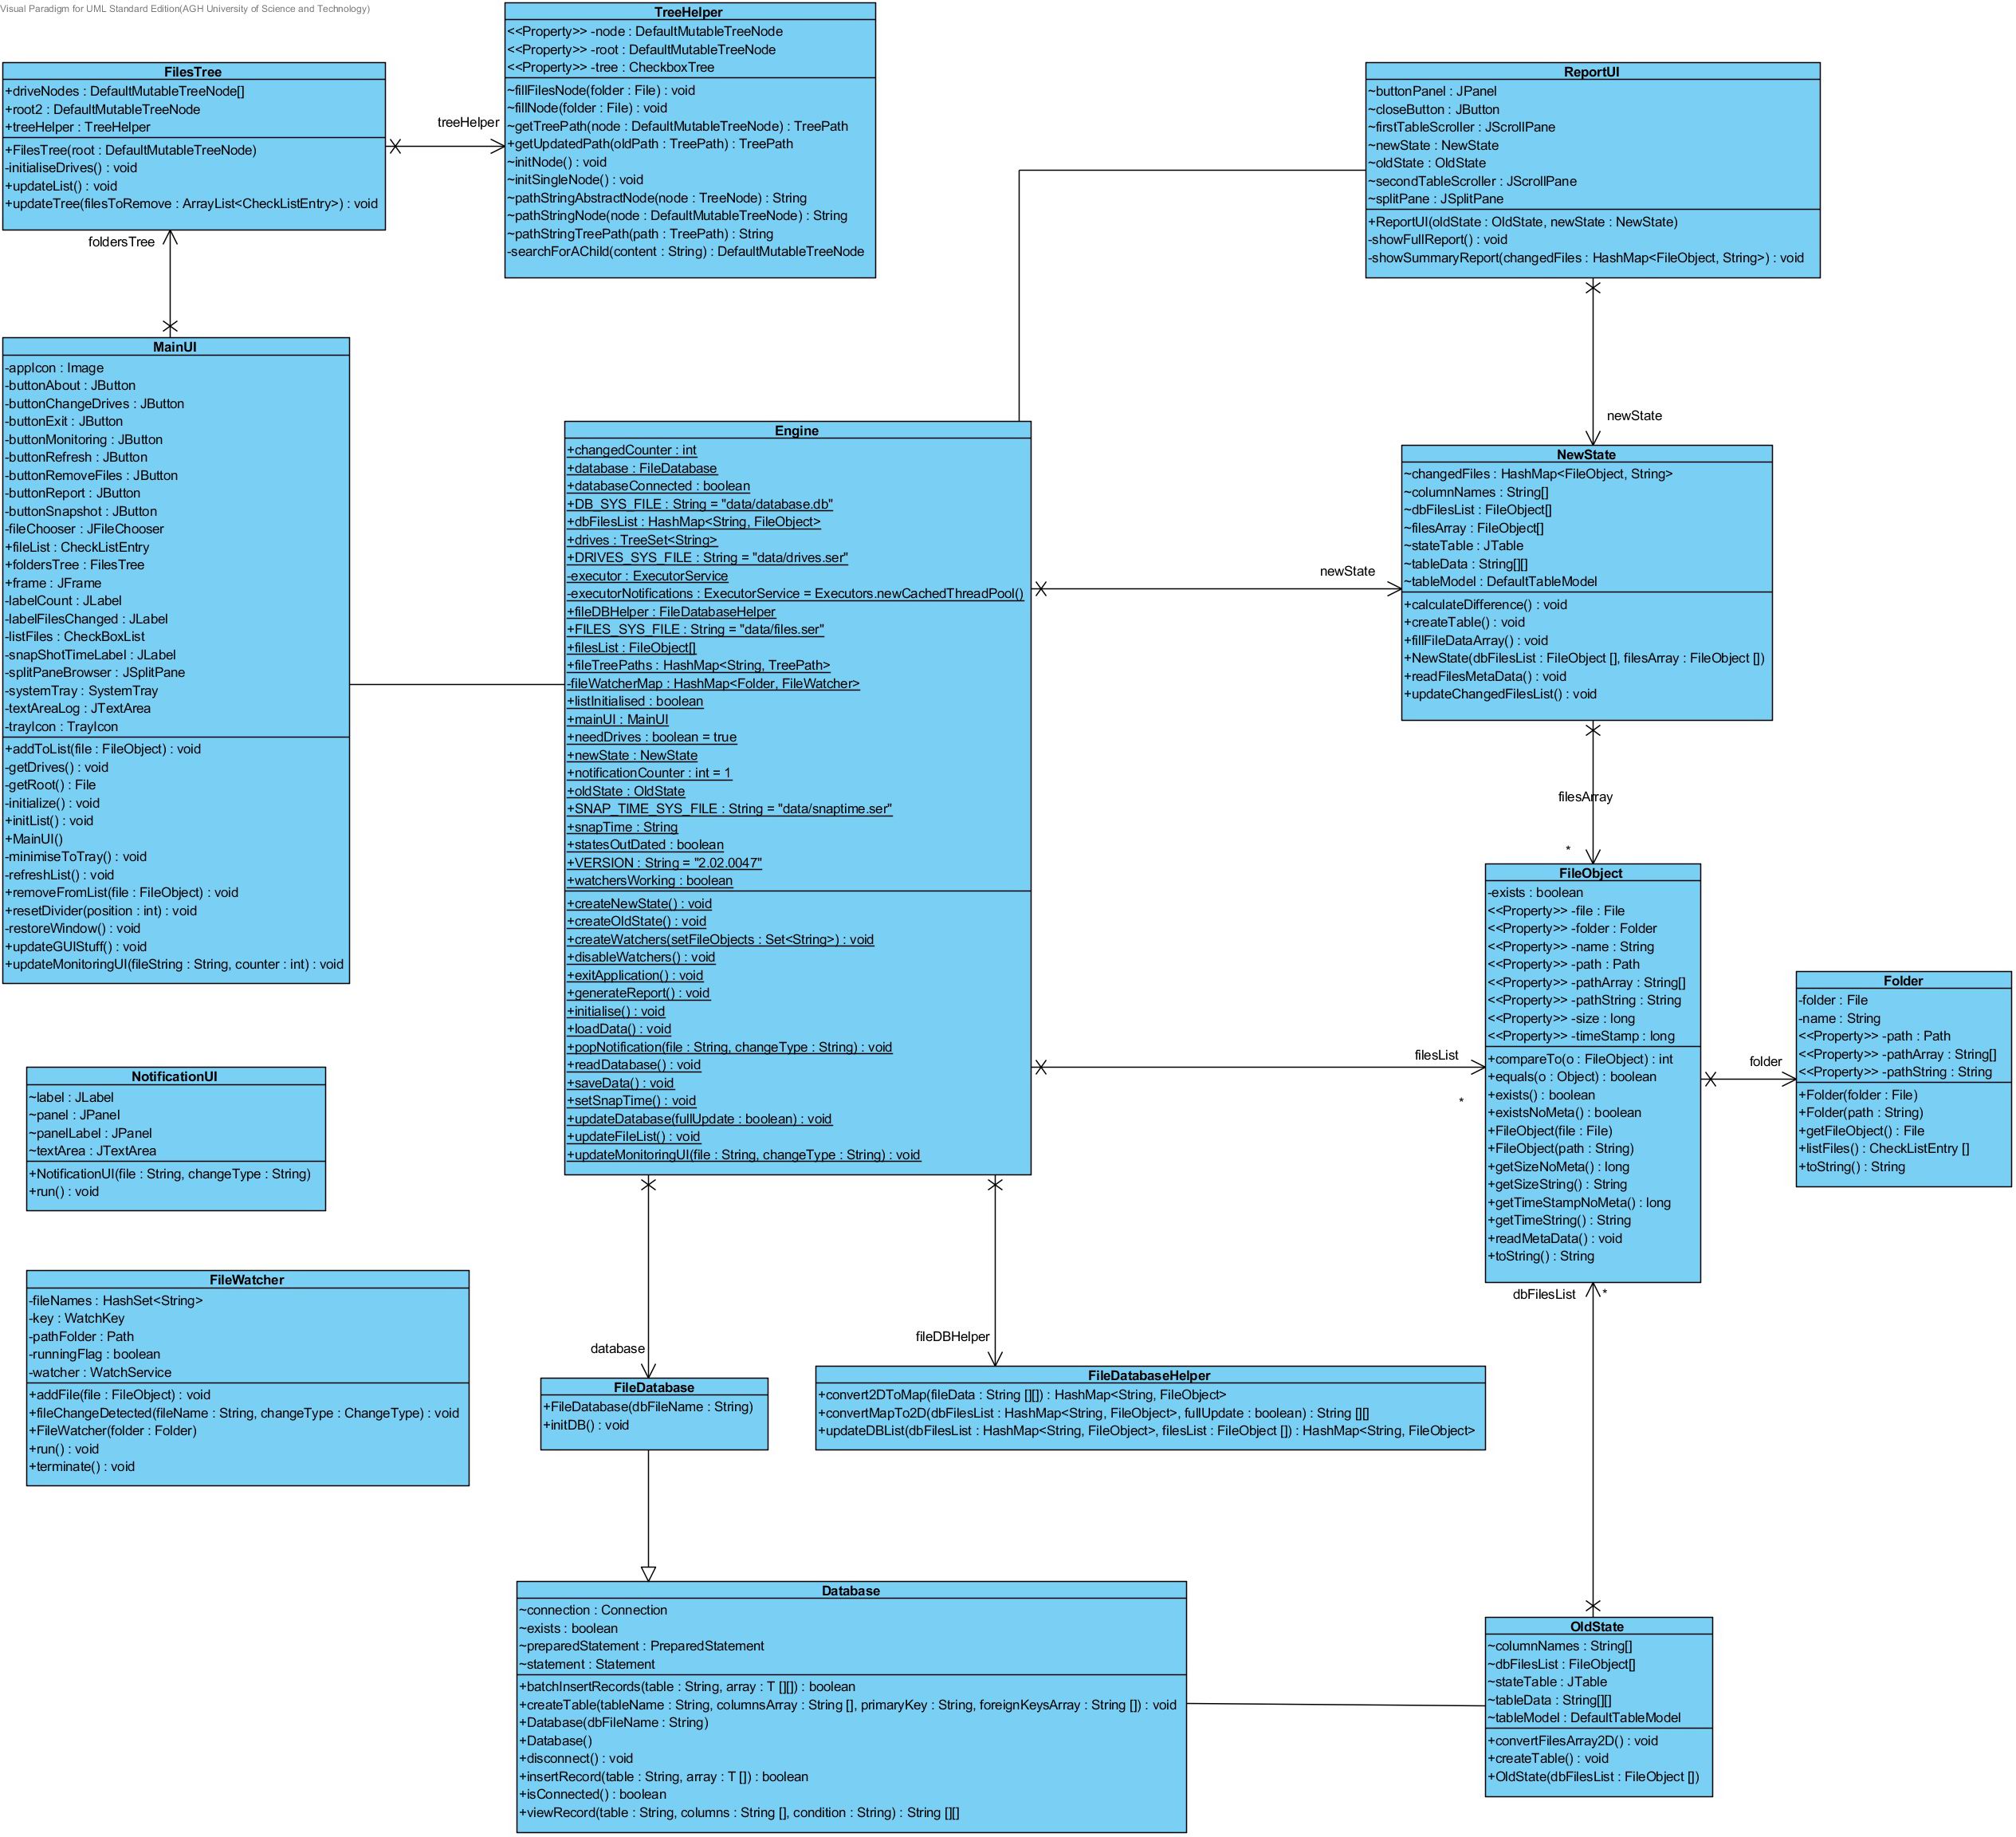 Visual Paradigm for UML Standard Edition(AGH University of Science and Technology)
TreeHelper
<<Property>> -node : DefaultMutableTreeNode
<<Property>> -root : DefaultMutableTreeNode
<<Property>> -tree : CheckboxTree
~fillFilesNode(folder : File) : void
~fillNode(folder : File) : void
~getTreePath(node : DefaultMutableTreeNode) : TreePath
+getUpdatedPath(oldPath : TreePath) : TreePath
~initNode() : void
~initSingleNode() : void
~pathStringAbstractNode(node : TreeNode) : String
~pathStringNode(node : DefaultMutableTreeNode) : String
~pathStringTreePath(path : TreePath) : String
-searchForAChild(content : String) : DefaultMutableTreeNode
FilesTree
+driveNodes : DefaultMutableTreeNode[]
+root2 : DefaultMutableTreeNode
+treeHelper : TreeHelper
+FilesTree(root : DefaultMutableTreeNode)
-initialiseDrives() : void
+updateList() : void
+updateTree(filesToRemove : ArrayList<CheckListEntry>) : void
treeHelper
foldersTree
ReportUI
~buttonPanel : JPanel
~closeButton : JButton
~firstTableScroller : JScrollPane
~newState : NewState
~oldState : OldState
~secondTableScroller : JScrollPane
~splitPane : JSplitPane
+ReportUI(oldState : OldState, newState : NewState)
-showFullReport() : void
-showSummaryReport(changedFiles : HashMap<FileObject, String>) : void
newState
MainUI
-appIcon : Image
-buttonAbout : JButton
-buttonChangeDrives : JButton
-buttonExit : JButton
-buttonMonitoring : JButton
-buttonRefresh : JButton
-buttonRemoveFiles : JButton
-buttonReport : JButton
-buttonSnapshot : JButton
-fileChooser : JFileChooser
+fileList : CheckListEntry
+foldersTree : FilesTree
+frame : JFrame
-labelCount : JLabel
-labelFilesChanged : JLabel
-listFiles : CheckBoxList
-snapShotTimeLabel : JLabel
-splitPaneBrowser : JSplitPane
-systemTray : SystemTray
-textAreaLog : JTextArea
-trayIcon : TrayIcon
+addToList(file : FileObject) : void
-getDrives() : void
-getRoot() : File
-initialize() : void
+initList() : void
+MainUI()
-minimiseToTray() : void
-refreshList() : void
+removeFromList(file : FileObject) : void
+resetDivider(position : int) : void
-restoreWindow() : void
+updateGUIStuff() : void
+updateMonitoringUI(fileString : String, counter : int) : void
Engine
+changedCounter : int
+database : FileDatabase
+databaseConnected : boolean
+DB_SYS_FILE : String = "data/database.db"
+dbFilesList : HashMap<String, FileObject>
+drives : TreeSet<String>
+DRIVES_SYS_FILE : String = "data/drives.ser"
-executor : ExecutorService
-executorNotifications : ExecutorService = Executors.newCachedThreadPool()
+fileDBHelper : FileDatabaseHelper
+FILES_SYS_FILE : String = "data/files.ser"
+filesList : FileObject[]
+fileTreePaths : HashMap<String, TreePath>
-fileWatcherMap : HashMap<Folder, FileWatcher>
+listInitialised : boolean
+mainUI : MainUI
+needDrives : boolean = true
+newState : NewState
+notificationCounter : int = 1
+oldState : OldState
+SNAP_TIME_SYS_FILE : String = "data/snaptime.ser"
+snapTime : String
+statesOutDated : boolean
+VERSION : String = "2.02.0047"
+watchersWorking : boolean
+createNewState() : void
+createOldState() : void
+createWatchers(setFileObjects : Set<String>) : void
+disableWatchers() : void
+exitApplication() : void
+generateReport() : void
+initialise() : void
+loadData() : void
+popNotification(file : String, changeType : String) : void
+readDatabase() : void
+saveData() : void
+setSnapTime() : void
+updateDatabase(fullUpdate : boolean) : void
+updateFileList() : void
+updateMonitoringUI(file : String, changeType : String) : void
newState
NewState
~changedFiles : HashMap<FileObject, String>
~columnNames : String[]
~dbFilesList : FileObject[]
~filesArray : FileObject[]
~stateTable : JTable
~tableData : String[][]
~tableModel : DefaultTableModel
+calculateDifference() : void
+createTable() : void
+fillFileDataArray() : void
+NewState(dbFilesList : FileObject [], filesArray : FileObject [])
+readFilesMetaData() : void
+updateChangedFilesList() : void
filesArray
*
FileObject
-exists : boolean
<<Property>> -file : File
<<Property>> -folder : Folder
<<Property>> -name : String
<<Property>> -path : Path
<<Property>> -pathArray : String[]
<<Property>> -pathString : String
<<Property>> -size : long
<<Property>> -timeStamp : long
+compareTo(o : FileObject) : int
+equals(o : Object) : boolean
+exists() : boolean
+existsNoMeta() : boolean
+FileObject(file : File)
+FileObject(path : String)
+getSizeNoMeta() : long
+getSizeString() : String
+getTimeStampNoMeta() : long
+getTimeString() : String
+readMetaData() : void
+toString() : String
filesList
*
folder
Folder
-folder : File
-name : String
<<Property>> -path : Path
<<Property>> -pathArray : String[]
<<Property>> -pathString : String
+Folder(folder : File)
+Folder(path : String)
+getFileObject() : File
+listFiles() : CheckListEntry []
+toString() : String
NotificationUI
~label : JLabel
~panel : JPanel
~panelLabel : JPanel
~textArea : JTextArea
+NotificationUI(file : String, changeType : String)
+run() : void
FileWatcher
-fileNames : HashSet<String>
-key : WatchKey
-pathFolder : Path
-runningFlag : boolean
-watcher : WatchService
+addFile(file : FileObject) : void
+fileChangeDetected(fileName : String, changeType : ChangeType) : void
+FileWatcher(folder : Folder)
+run() : void
+terminate() : void
database
fileDBHelper
dbFilesList
*
FileDatabase
+FileDatabase(dbFileName : String)
+initDB() : void
FileDatabaseHelper
+convert2DToMap(fileData : String [][]) : HashMap<String, FileObject>
+convertMapTo2D(dbFilesList : HashMap<String, FileObject>, fullUpdate : boolean) : String [][]
+updateDBList(dbFilesList : HashMap<String, FileObject>, filesList : FileObject []) : HashMap<String, FileObject>
Database
~connection : Connection
~exists : boolean
~preparedStatement : PreparedStatement
~statement : Statement
+batchInsertRecords(table : String, array : T [][]) : boolean
+createTable(tableName : String, columnsArray : String [], primaryKey : String, foreignKeysArray : String []) : void
+Database(dbFileName : String)
+Database()
+disconnect() : void
+insertRecord(table : String, array : T []) : boolean
+isConnected() : boolean
+viewRecord(table : String, columns : String [], condition : String) : String [][]
OldState
~columnNames : String[]
~dbFilesList : FileObject[]
~stateTable : JTable
~tableData : String[][]
~tableModel : DefaultTableModel
+convertFilesArray2D() : void
+createTable() : void
+OldState(dbFilesList : FileObject [])